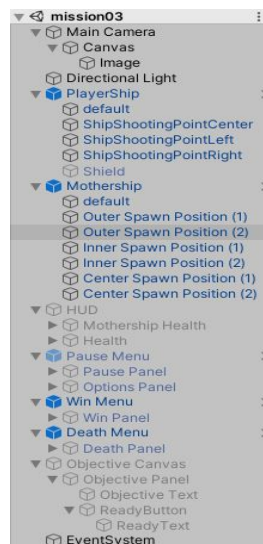 mission03
Main Camera
Canvas
Image
Directional Light
PlayerShip
default
ShipShootingPointCenter
ShipShootingPointLeft
ShipShootingPointRight
Shield
Mothership
default
Outer Spawn Position (1)
Outer Spawn Position (2)
Inner Spawn Position (1)
Inner Spawn Position (2)
Center Spawn Position (1)
Center Spawn Position (2)
HUD
Mothership Health
Health
Pause Menu
Pause Panel
Options Panel
Win Menu
Win Panel
Death Menu
Death Panel
Objective Canvas
Objective Panel
Objective Text
ReadyButton
ReadyText
EventSystem